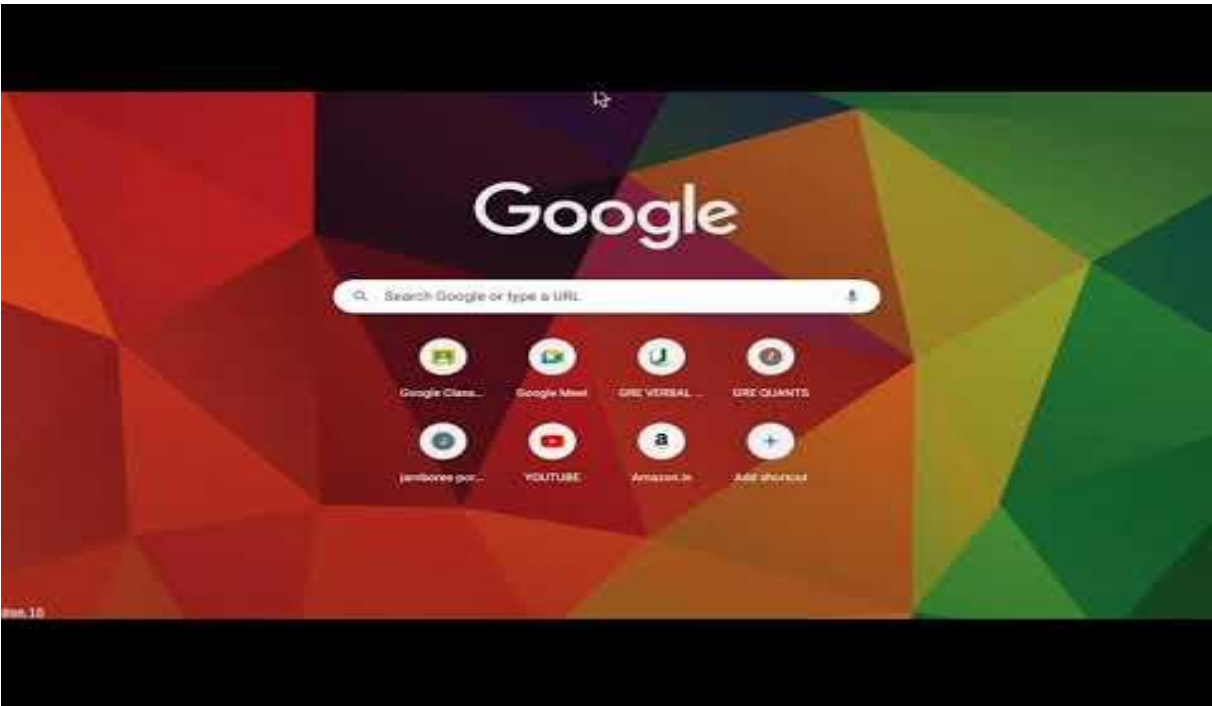 Google
Search Google or type a URL
Google Class...
Google Meet
GRE VERBAL ...
GRE QUANTS
jamboree por...
YOUTUBE
Amazon.in
Add shortcut